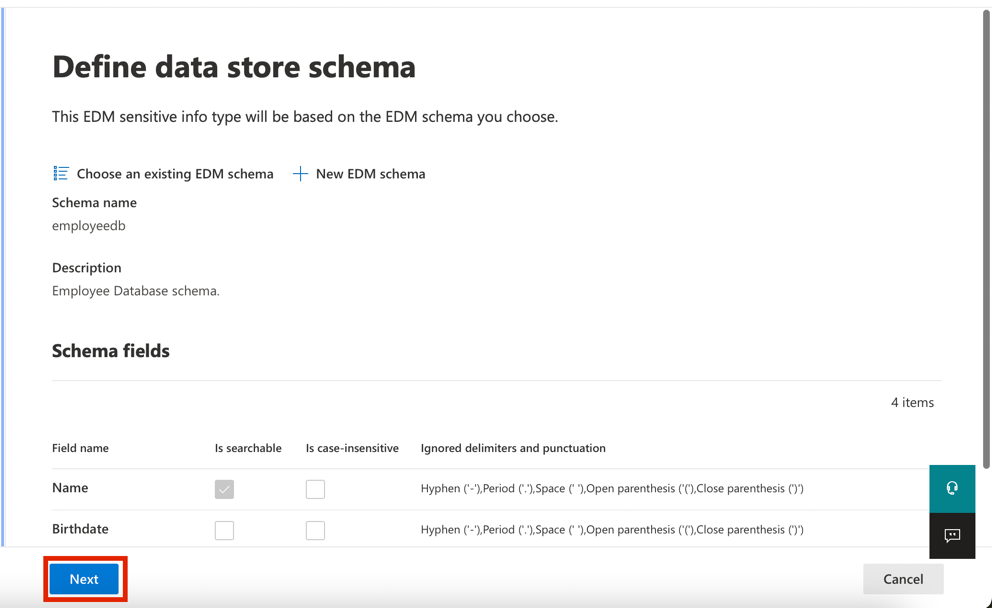 Define data store schema
This EDM sensitive info type will be based on the EDM schema you choose.
Choose an existing EDM schema New EDM schema
Schema name
employeedb
Description
Employee Database schema.
Schema fields
4 items
Field name Is searchable Is case-insensitive Ignored delimiters and punctuation
Name Hyphen ('-'),Period ('.'),Space (' '),Open parenthesis ('('),Close parenthesis (')')
Birthdate Hyphen ('-'),Period ('.'),Space (' '),Open parenthesis ('('),Close parenthesis (')')
Next Cancel